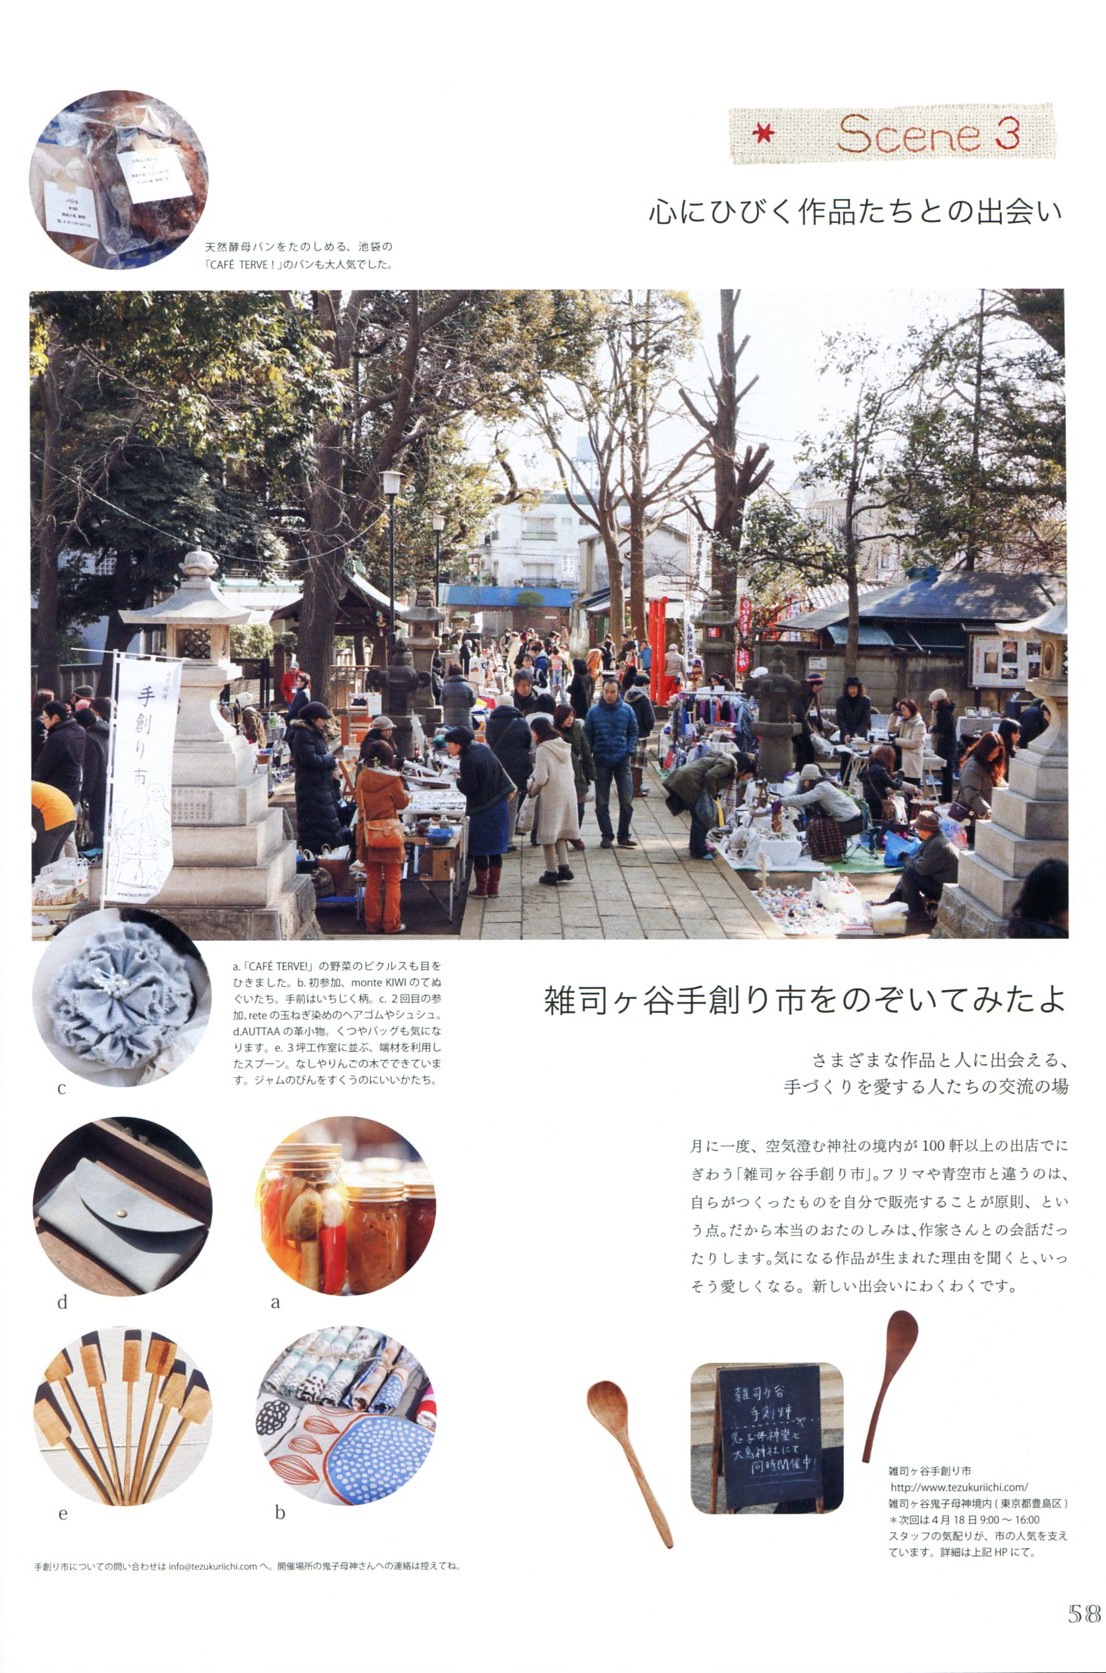 Scene 3
心にひびく作品たちとの出会い
天然酵母パンをたのしめる、池袋の
「CAFÉ TERVE！」のパンも大人気でした。
手創り市
a.「CAFÉ TERVE!」の野菜のピクルスも目を
ひきました。b. 初参加、monte KIWI のてぬ
ぐいたち。手前はいちじく柄。c. 2回目の参
加、rete の玉ねぎ染めのヘアゴムやシュシュ。
d.AUTTAA の革小物。くつやバッグも気にな
ります。e. 3坪工作室に並ぶ、端材を利用し
たスプーン。なしやりんごの木でできていま
す。ジャムのびんをすくうのにいいかたち。
c
d
a
e
b
雑司ヶ谷手創り市をのぞいてみたよ
さまざまな作品と人に出会える、
手づくりを愛する人たちの交流の場
月に一度、空気澄む神社の境内が 100 軒以上の出店でに
ぎわう「雑司ヶ谷手創り市」。フリマや青空市と違うのは、
自らがつくったものを自分で販売することが原則、とい
う点。だから本当のおたのしみは、作家さんとの会話だっ
たりします。気になる作品が生まれた理由を聞くと、いっ
そう愛しくなる。新しい出会いにわくわくです。
雑司ヶ谷
手創り市
鬼子母神堂と
大鳥神社にて
同時開催中!
雑司ヶ谷手創り市
http://www.tezukuriichi.com/
雑司ヶ谷鬼子母神境内 ( 東京都豊島区 )
＊次回は 4 月 18 日 9:00 〜 16:00
スタッフの気配りが、市の人気を支え
ています。詳細は上記 HP にて。
手創り市についての問い合わせは info@tezukuriichi.com へ。開催場所の鬼子母神さんへの連絡は控えてね。
58